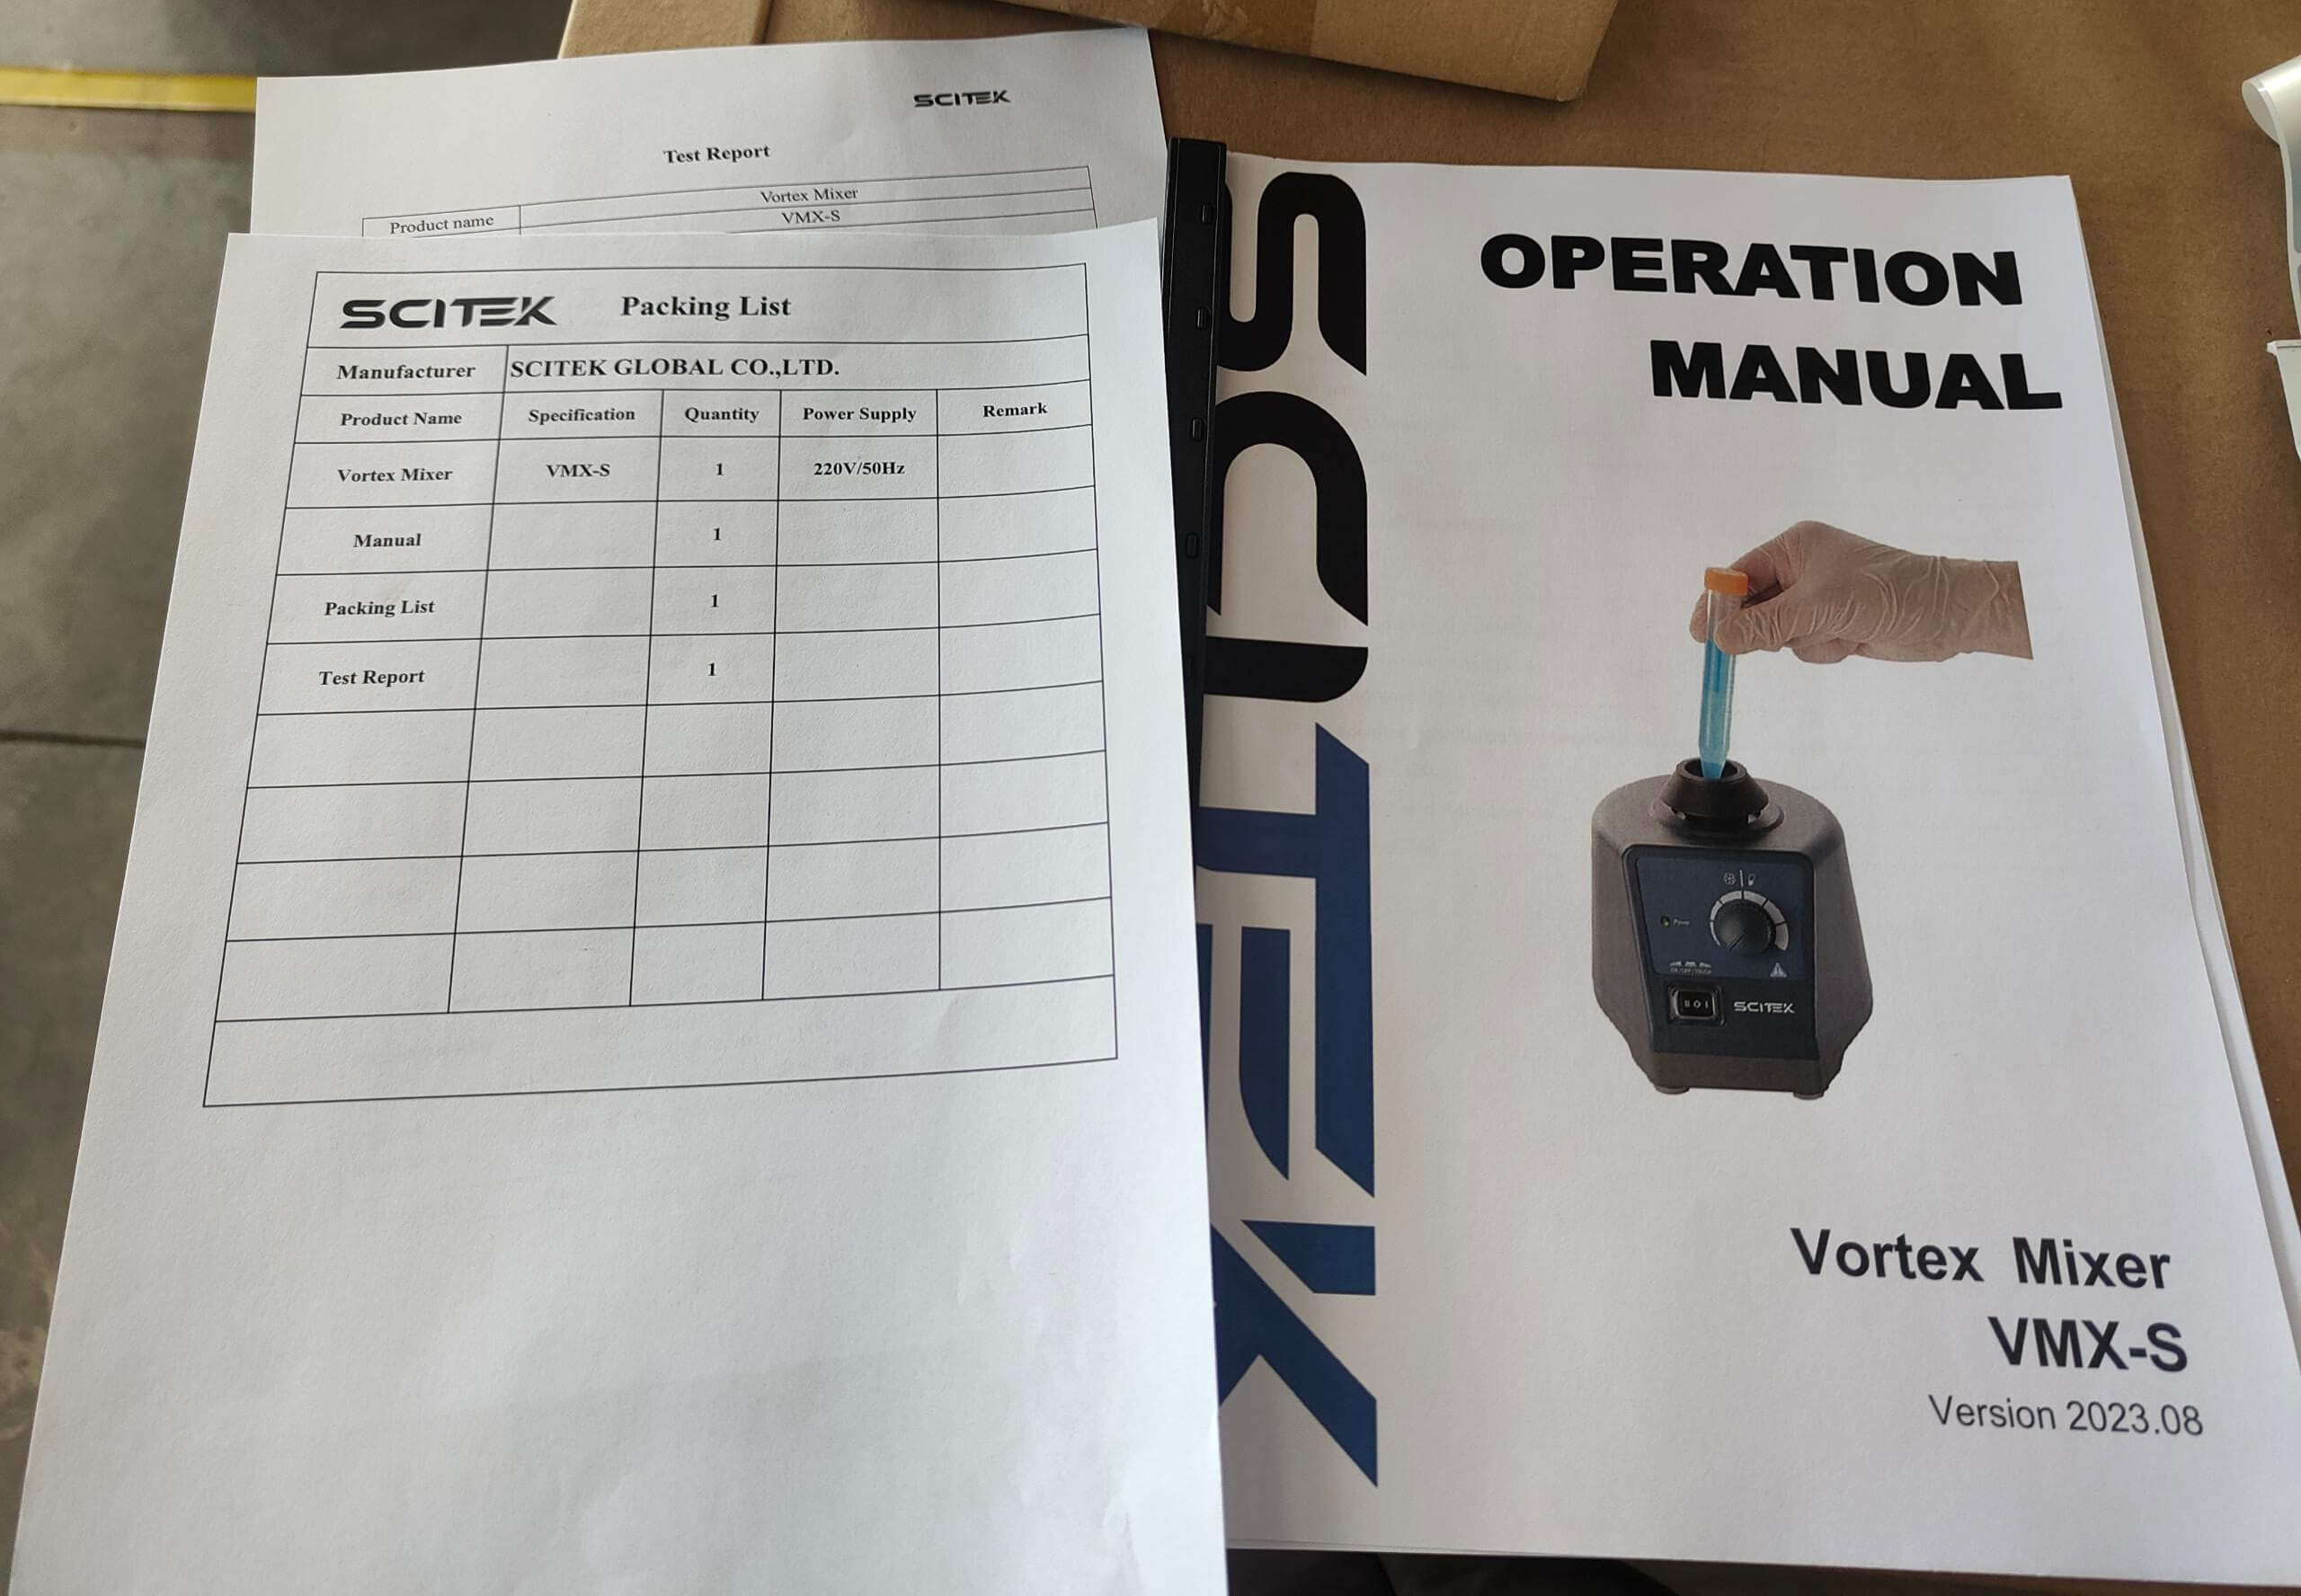 SCITEK
Test Report
Vortex Mixer
Product name
VMX-S
SCITEK Packing List
Manufacturer SCITEK GLOBAL CO.,LTD.
Product Name Specification Quantity Power Supply Remark
Vortex Mixer VMX-S 1 220V/50Hz
Manual 1
Packing List 1
Test Report 1
SCITEK
OPERATION
MANUAL
Power
SCITEK
Vortex Mixer
VMX-S
Version 2023.08